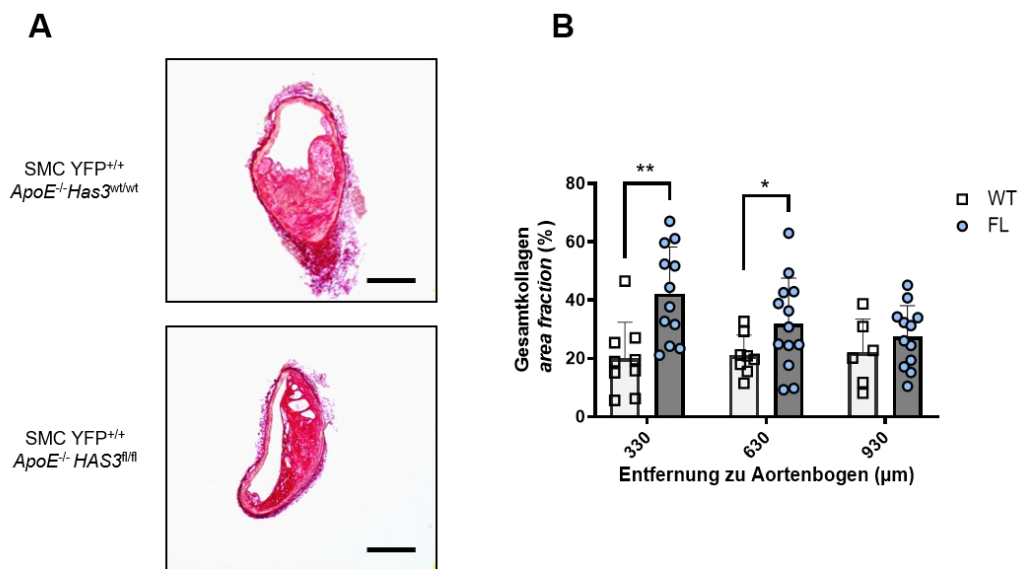 A
B
SMC YFP+/+
ApoE-/-Has3wt/wt
SMC YFP+/+
ApoE-/- HAS3fl/fl
Gesamtkollagen
area fraction (%)
80
60
40
20
0
**
*
WT
FL
330
630
930
Entfernung zu Aortenbogen (µm)